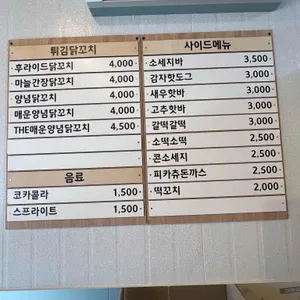 튀김닭꼬치
후라이드닭꼬치 4,000
마늘간장닭꼬치 4,000
양념닭꼬치 4,000
매운양념닭꼬치 4,000
THE매운양념닭꼬치 4,500
음료
코카콜라 1,500
스프라이트 1,500
사이드메뉴
소세지바 3,500
감자핫도그 3,000
새우핫바 3,000
고추핫바 3,000
갈떡갈떡 3,000
소떡소떡 2,500
콘소세지 2,500
피카츄돈까스 2,500
떡꼬치 2,000